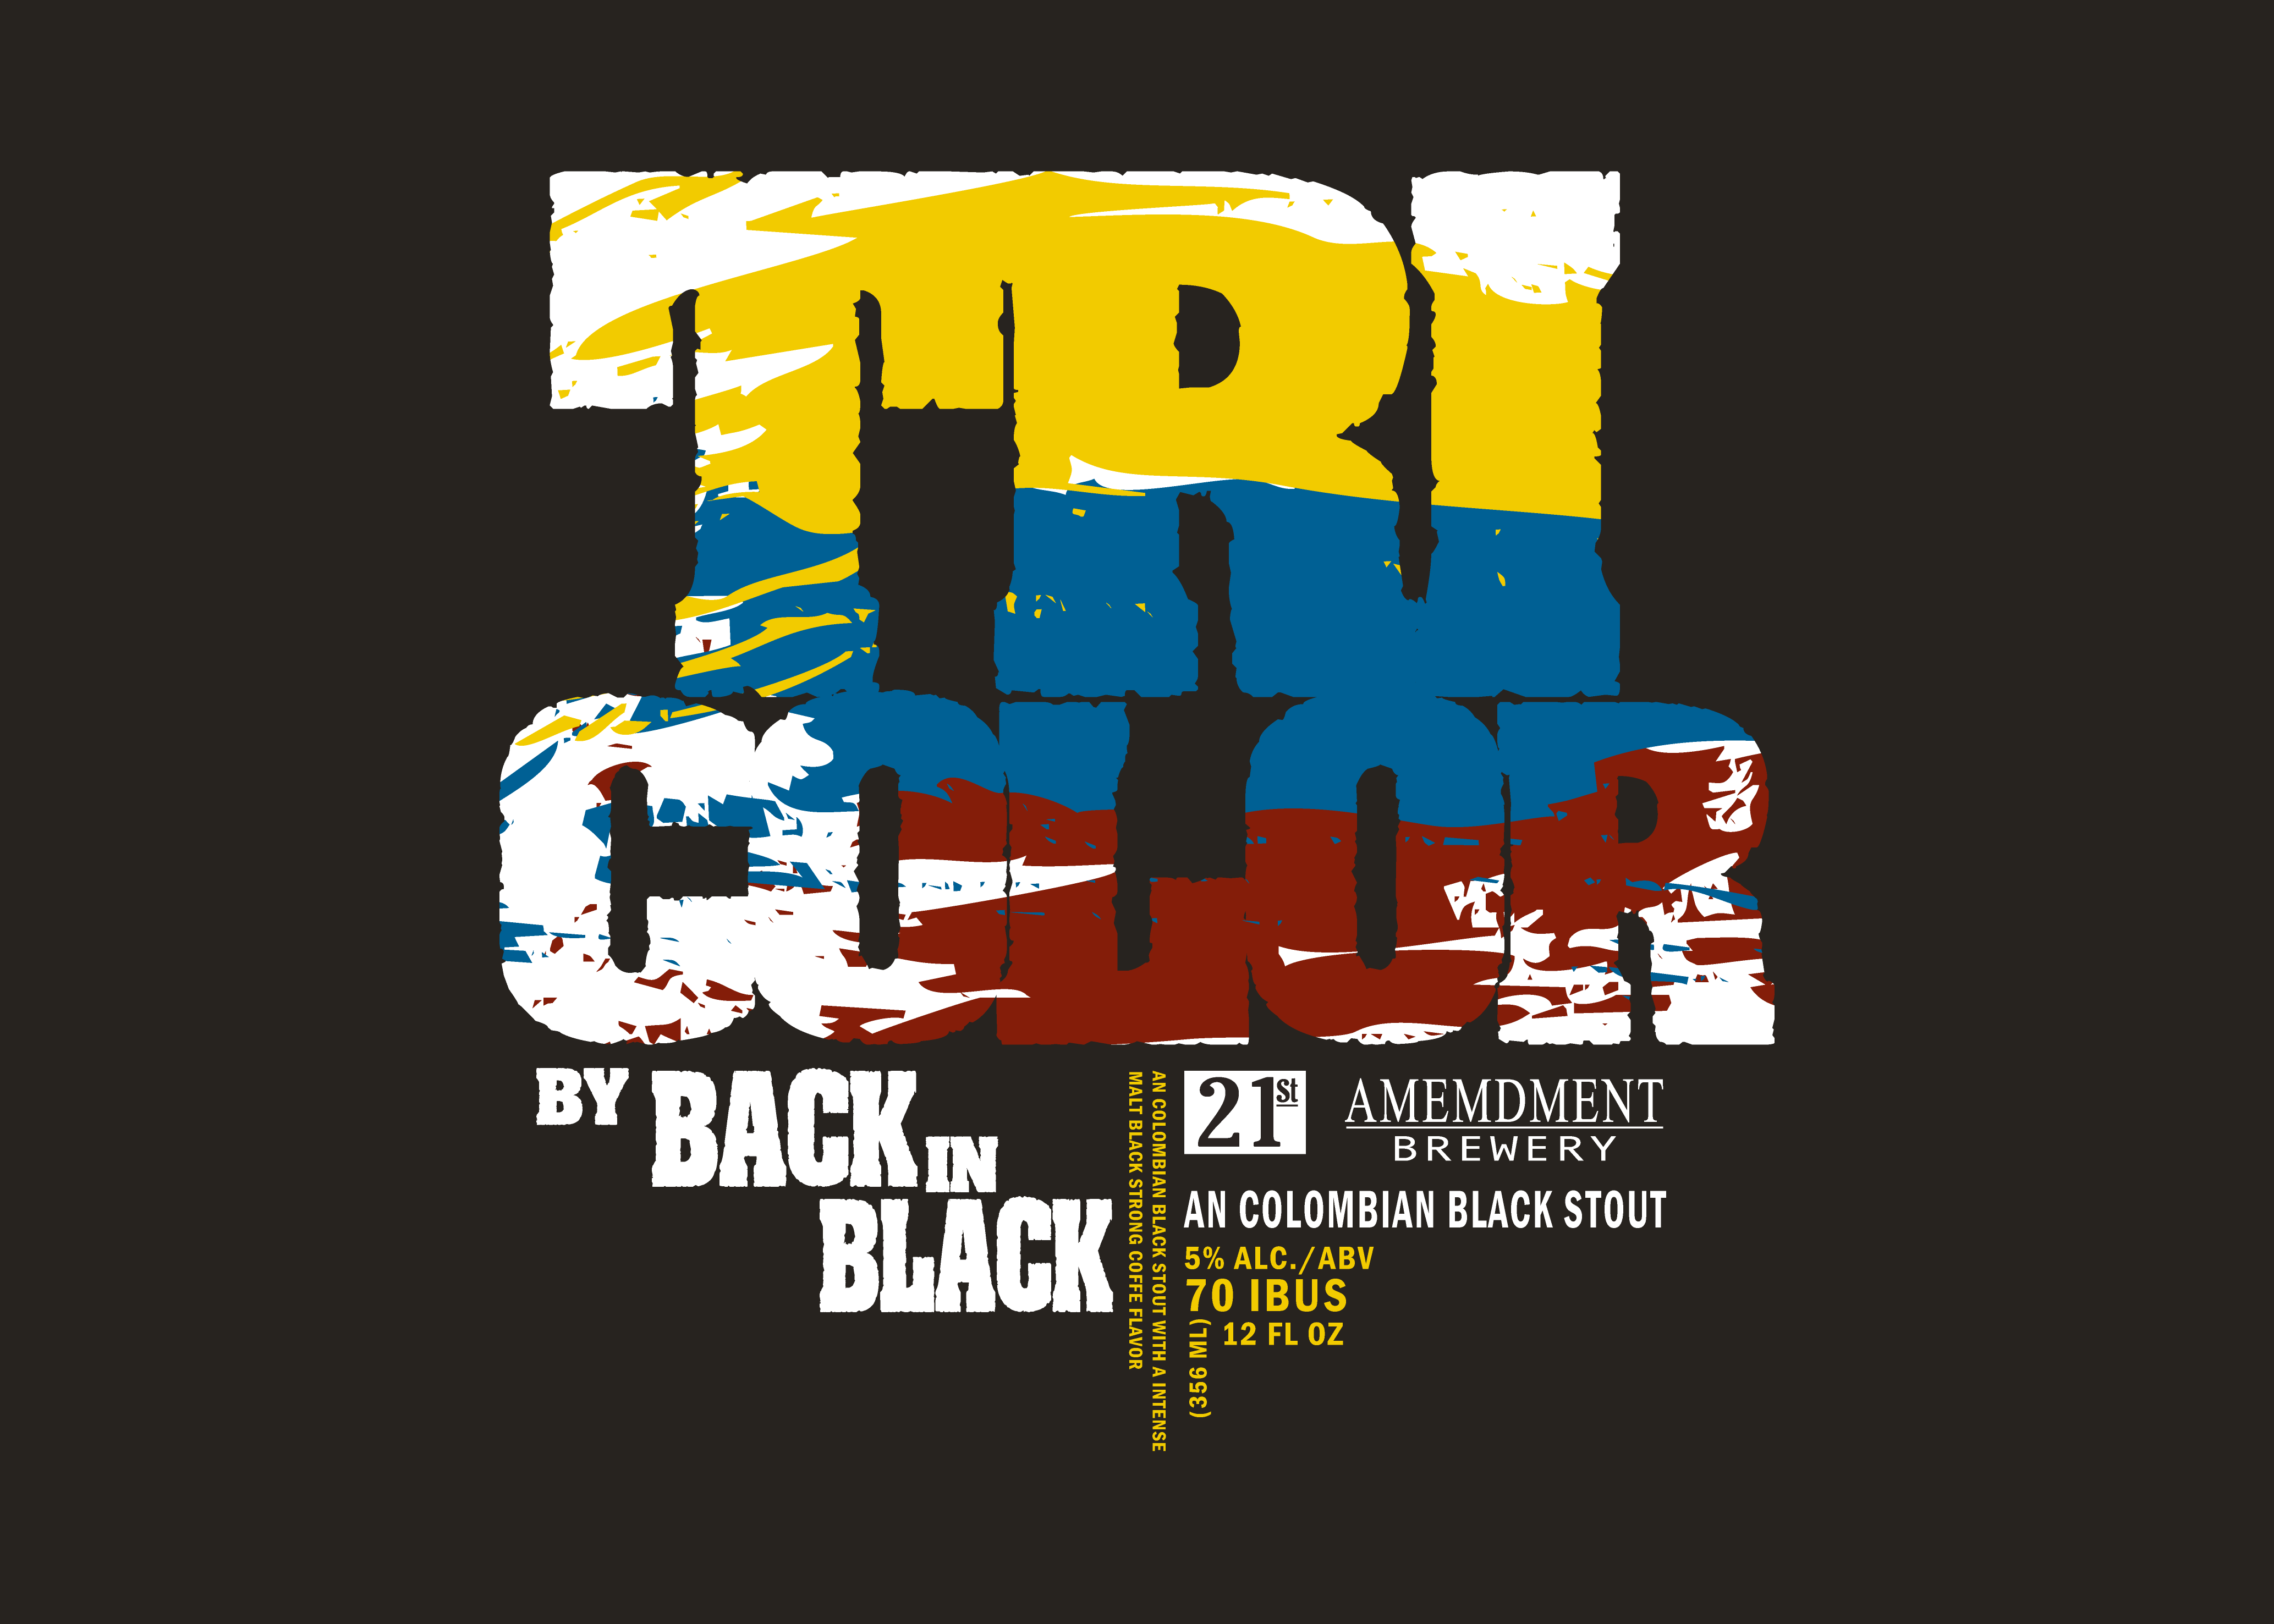 TRI
COLOR
BY BACK IN
BLACK
AN COLOMBIAN BLACK STOUT WITH A INTENSE
MALT BLACK STRONG COFFE FLAVOR
21st AMEMDMENT
BREWERY
AN COLOMBIAN BLACK STOUT
5% ALC./ABV
70 IBUS
12 FL OZ
(356 ML)